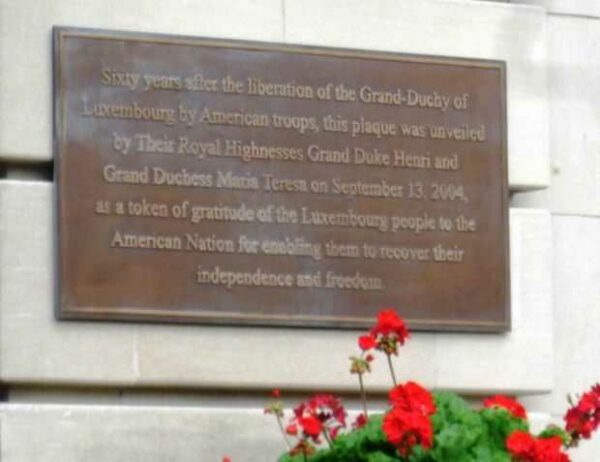 Sixty years after the liberation of the Grand-Duchy of
Luxembourg by American troops, this plaque was unveiled
by Their Royal Highnesses Grand Duke Henri and
Grand Duchess Maria Teresa on September 13, 2004,
as a token of gratitude of the Luxembourg people to the
American Nation for enabling them to recover their
independence and freedom.